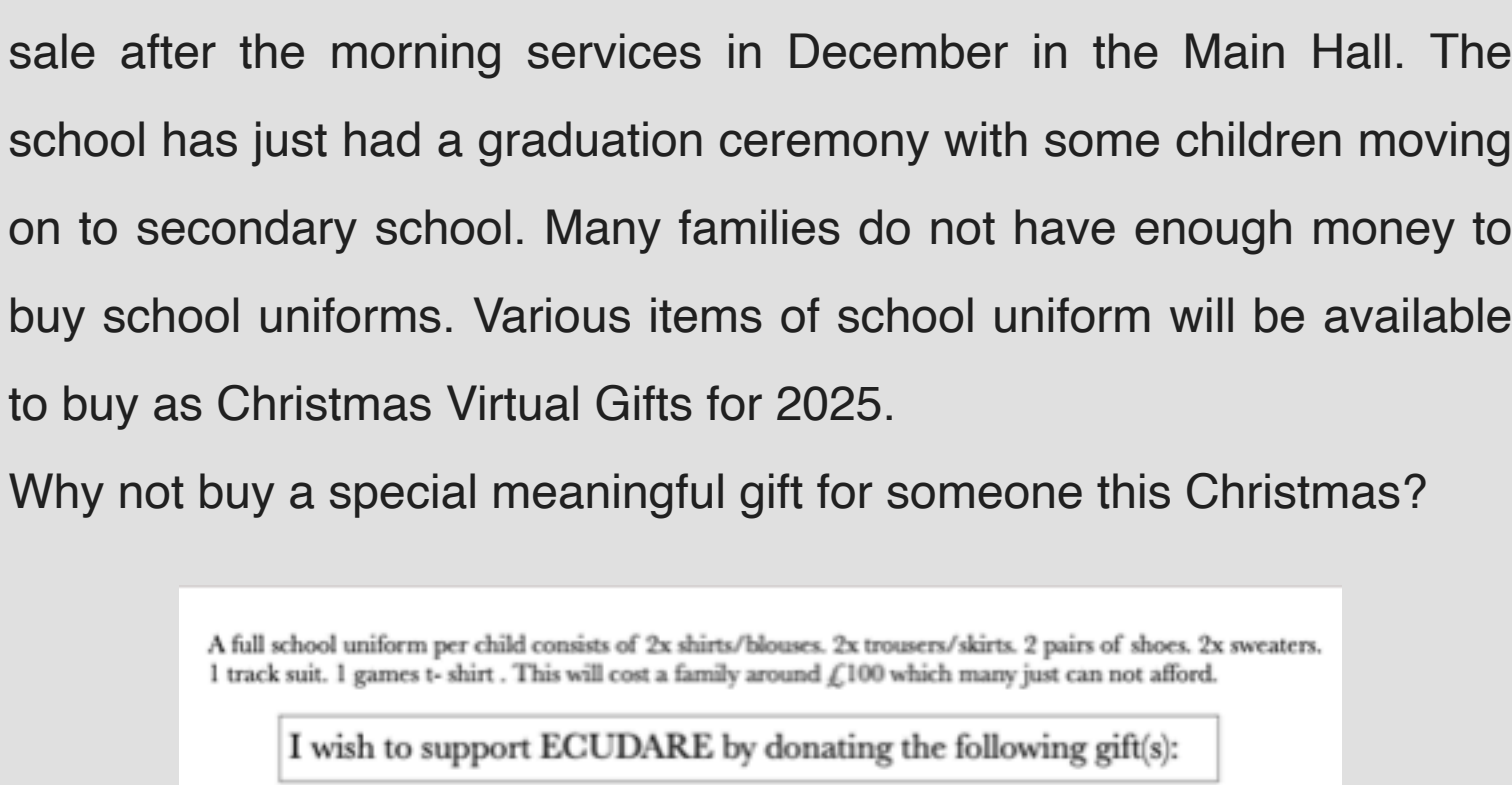 sale after the morning services in December in the Main Hall. The
school has just had a graduation ceremony with some children moving
on to secondary school. Many families do not have enough money to
buy school uniforms. Various items of school uniform will be available
to buy as Christmas Virtual Gifts for 2025.
Why not buy a special meaningful gift for someone this Christmas?
A full school uniform per child consists of 2x shirts/blouses. 2x trousers/skirts. 2 pairs of shoes. 2x sweaters.
1 track suit. 1 games t- shirt . This will cost a family around £100 which many just can not afford.
I wish to support ECUDARE by donating the following gift(s):